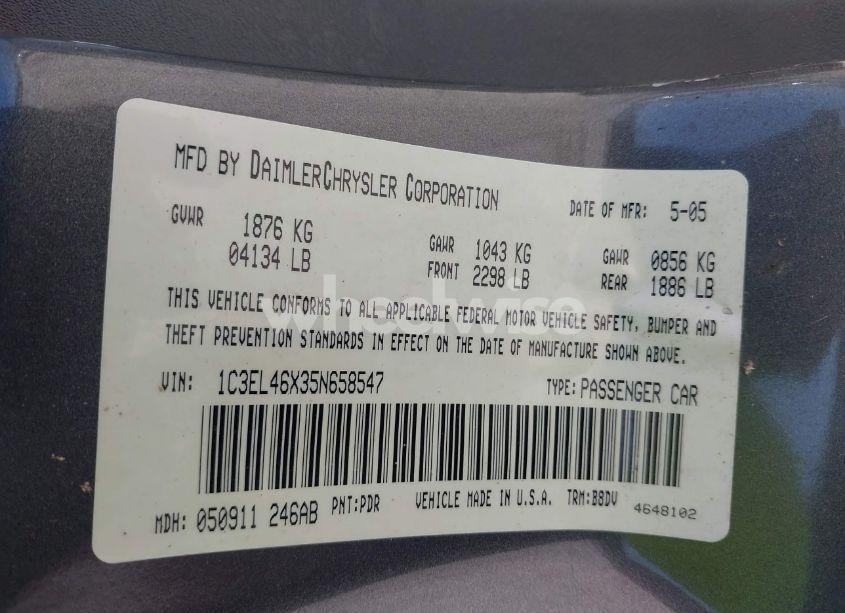 MFD BY DAIMLERCHRYSLER CORPORATION DATE OF MFR: 5-05
GVWR 1876 KG GAWR 1043 KG GAWR 0856 KG
04134 LB FRONT 2298 LB REAR 1886 LB
THIS VEHICLE CONFORMS TO ALL APPLICABLE FEDERAL MOTOR VEHICLE SAFETY, BUMPER AND
THEFT PREVENTION STANDARDS IN EFFECT ON THE DATE OF MANUFACTURE SHOWN ABOVE.
wheelwise
VIN: 1C3EL46X35N658547 TYPE: PASSENGER CAR
MDH: 050911 246AB PNT:PDR VEHICLE MADE IN U.S.A. TRM:B8DV 4648102